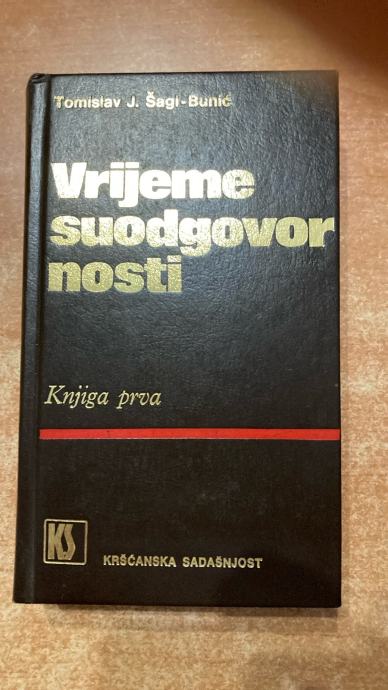 Tomislav J. Šagi-Bunić
Vrijeme
suodgovor
nosti
Knjiga prva
KS
KRŠĆANSKA SADAŠNJOST